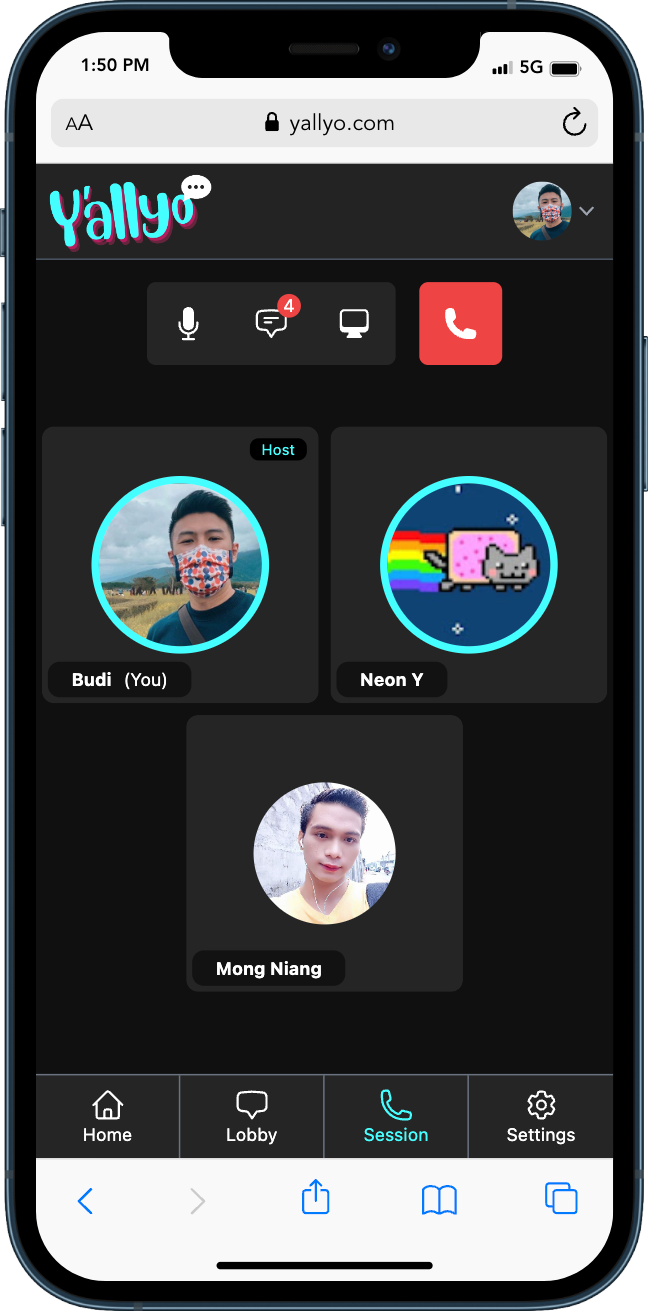 1:50 PM
5G
AA
yallyo.com
Y'allyo
4
Host
Budi (You)
Neon Y
Mong Niang
Home
Lobby
Session
Settings